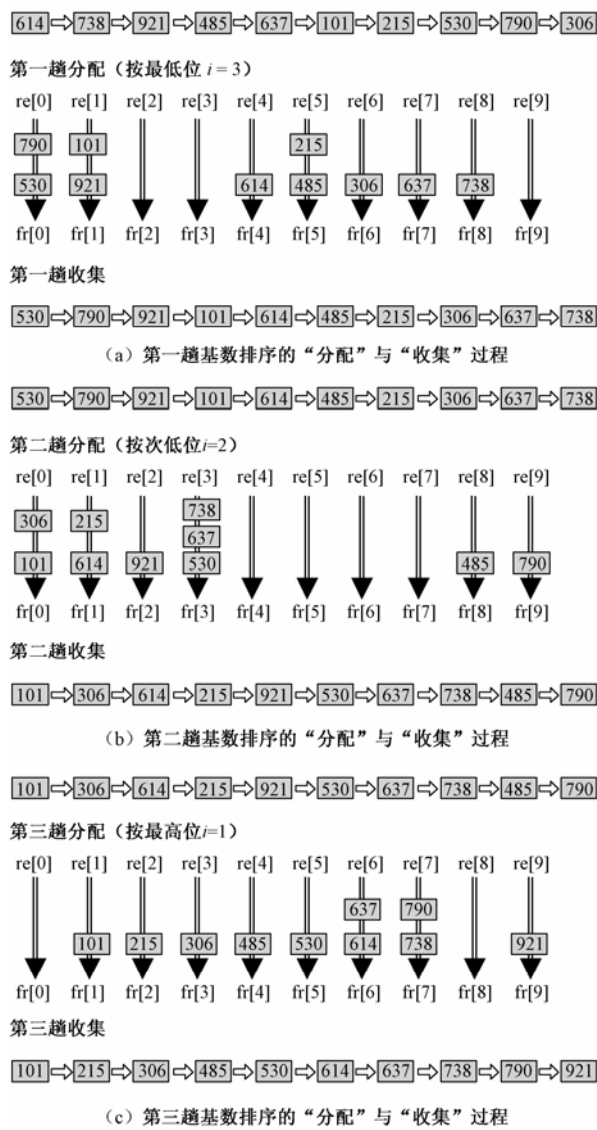 614 738 921 485 637 101 215 530 790 306
第一趟分配（按最低位 i = 3）
re[0] re[1] re[2] re[3] re[4] re[5] re[6] re[7] re[8] re[9]
790 101 215
530 921 614 485 306 637 738
fr[0] fr[1] fr[2] fr[3] fr[4] fr[5] fr[6] fr[7] fr[8] fr[9]
第一趟收集
530 790 921 101 614 485 215 306 637 738
（a）第一趟基数排序的“分配”与“收集”过程
530 790 921 101 614 485 215 306 637 738
第二趟分配（按次低位i=2）
re[0] re[1] re[2] re[3] re[4] re[5] re[6] re[7] re[8] re[9]
738
306 215
637
101 614 921 530 485 790
fr[0] fr[1] fr[2] fr[3] fr[4] fr[5] fr[6] fr[7] fr[8] fr[9]
第二趟收集
101 306 614 215 921 530 637 738 485 790
（b）第二趟基数排序的“分配”与“收集”过程
101 306 614 215 921 530 637 738 485 790
第三趟分配（按最高位i=1）
re[0] re[1] re[2] re[3] re[4] re[5] re[6] re[7] re[8] re[9]
637 790
101 215 306 485 530 614 738 921
fr[0] fr[1] fr[2] fr[3] fr[4] fr[5] fr[6] fr[7] fr[8] fr[9]
第三趟收集
101 215 306 485 530 614 637 738 790 921
（c）第三趟基数排序的“分配”与“收集”过程